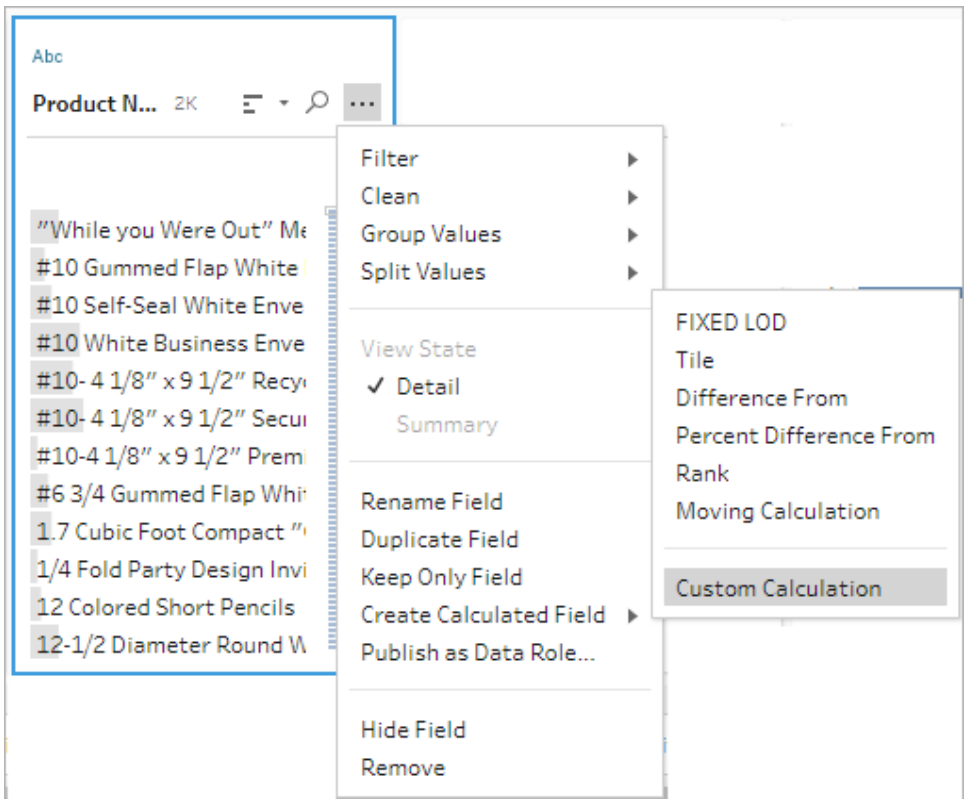 Abc
Product N... 2K
"While you Were Out" Me
#10 Gummed Flap White
#10 Self-Seal White Enve
#10 White Business Enve
#10- 4 1/8" x 9 1/2" Recy
#10- 4 1/8" x 9 1/2" Secu
#10-4 1/8" x 9 1/2" Premi
#6 3/4 Gummed Flap Whi
1.7 Cubic Foot Compact "
1/4 Fold Party Design Invi
12 Colored Short Pencils
12-1/2 Diameter Round W
Filter
Clean
Group Values
Split Values
View State
✓ Detail
Summary
Rename Field
Duplicate Field
Keep Only Field
Create Calculated Field
Publish as Data Role...
Hide Field
Remove
FIXED LOD
Tile
Difference From
Percent Difference From
Rank
Moving Calculation
Custom Calculation